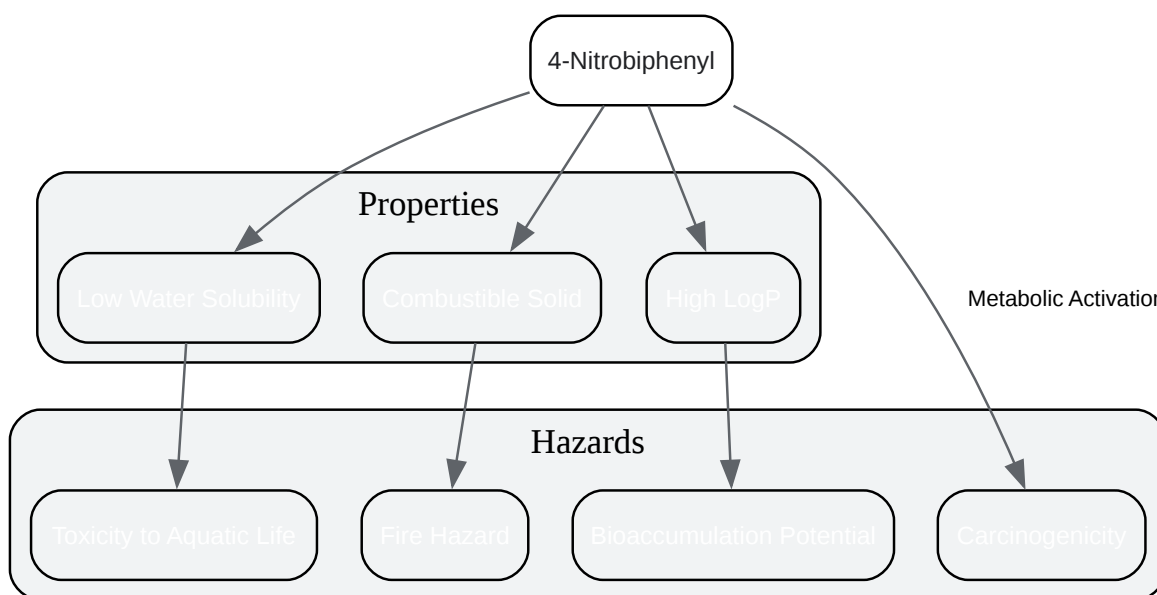 4-Nitrobiphenyl
Properties
Low Water Solubility
Combustible Solid
High LogP
Metabolic Activation
Hazards
Toxicity to Aquatic Life
Fire Hazard
Bioaccumulation Potential
Carcinogenicity